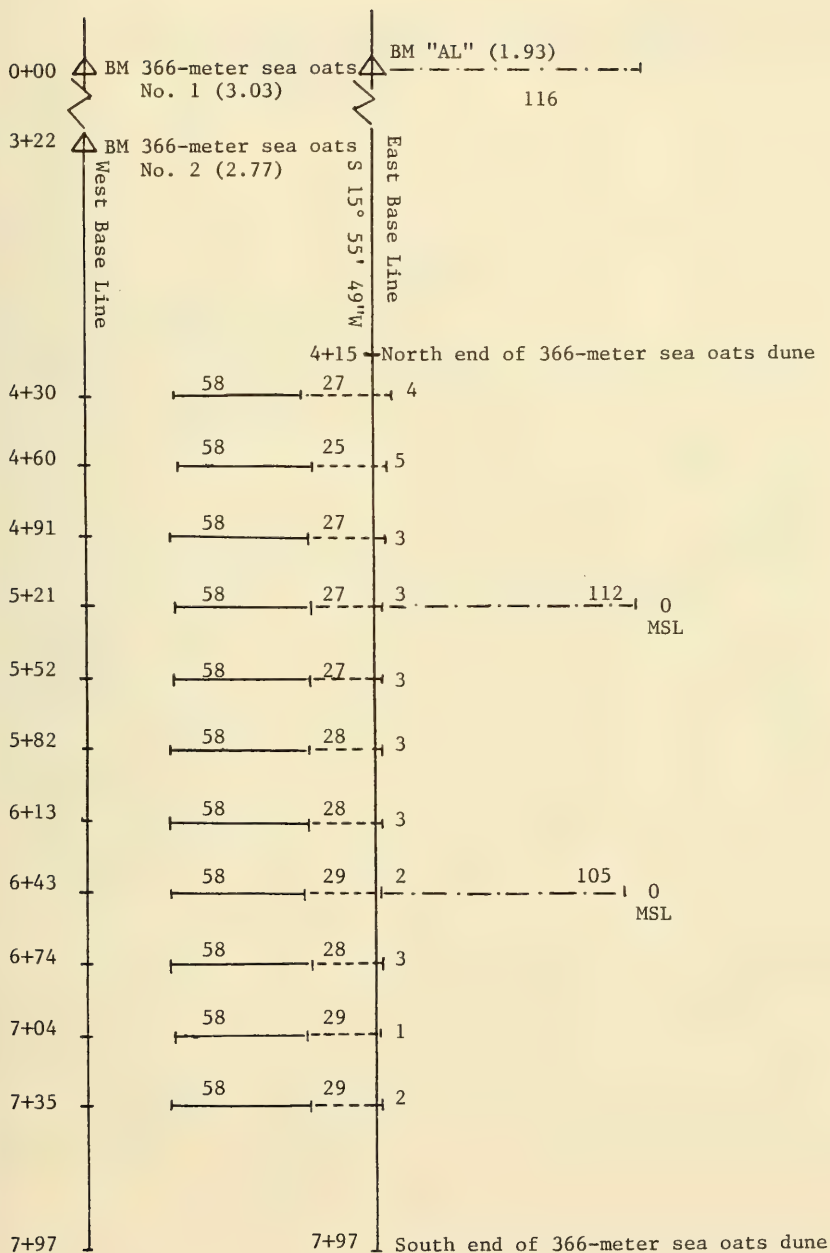 BM "AL" (1.93)
0+00 BM 366-meter sea oats
No. 1 (3.03)
116
3+22 BM 366-meter sea oats
No. 2 (2.77)
West Base Line
S 15° 55' 49"W
East Base Line
4+15 North end of 366-meter sea oats dune
4+30 58 27 4
4+60 58 25 5
4+91 58 27 3
5+21 58 27 3 112 0
MSL
5+52 58 27 3
5+82 58 28 3
6+13 58 28 3
6+43 58 29 2 105 0
MSL
6+74 58 28 3
7+04 58 29 1
7+35 58 29 2
7+97 7+97 South end of 366-meter sea oats dune